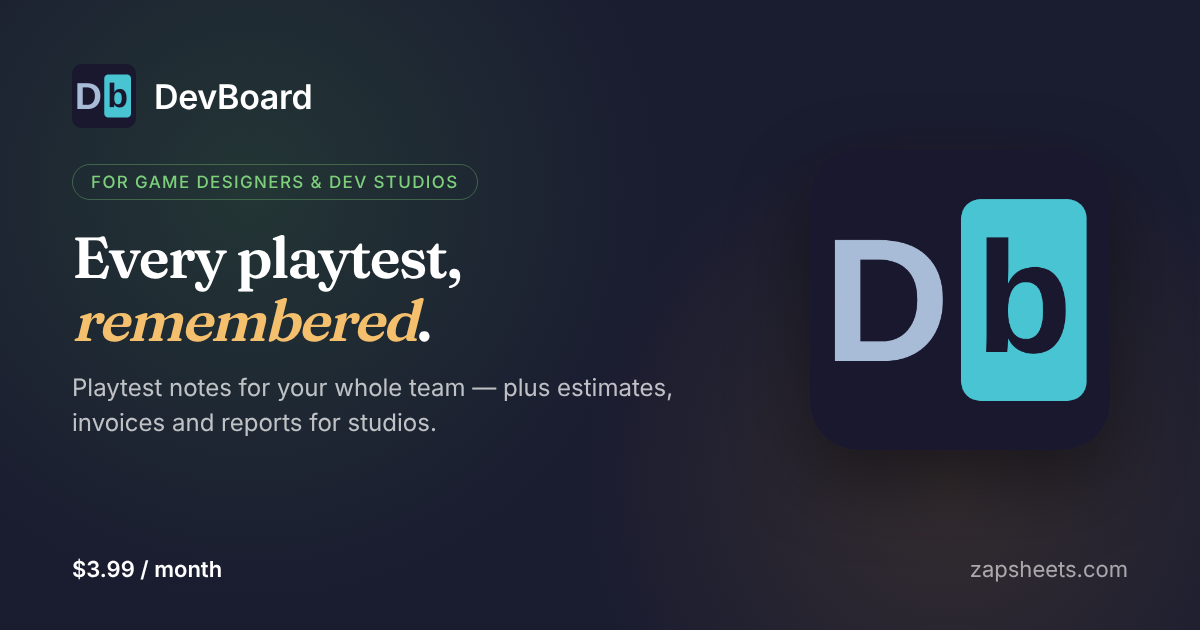 Db DevBoard
FOR GAME DESIGNERS & DEV STUDIOS
Every playtest,
remembered.
Playtest notes for your whole team — plus estimates,
invoices and reports for studios.
Db
$3.99 / month
zapsheets.com